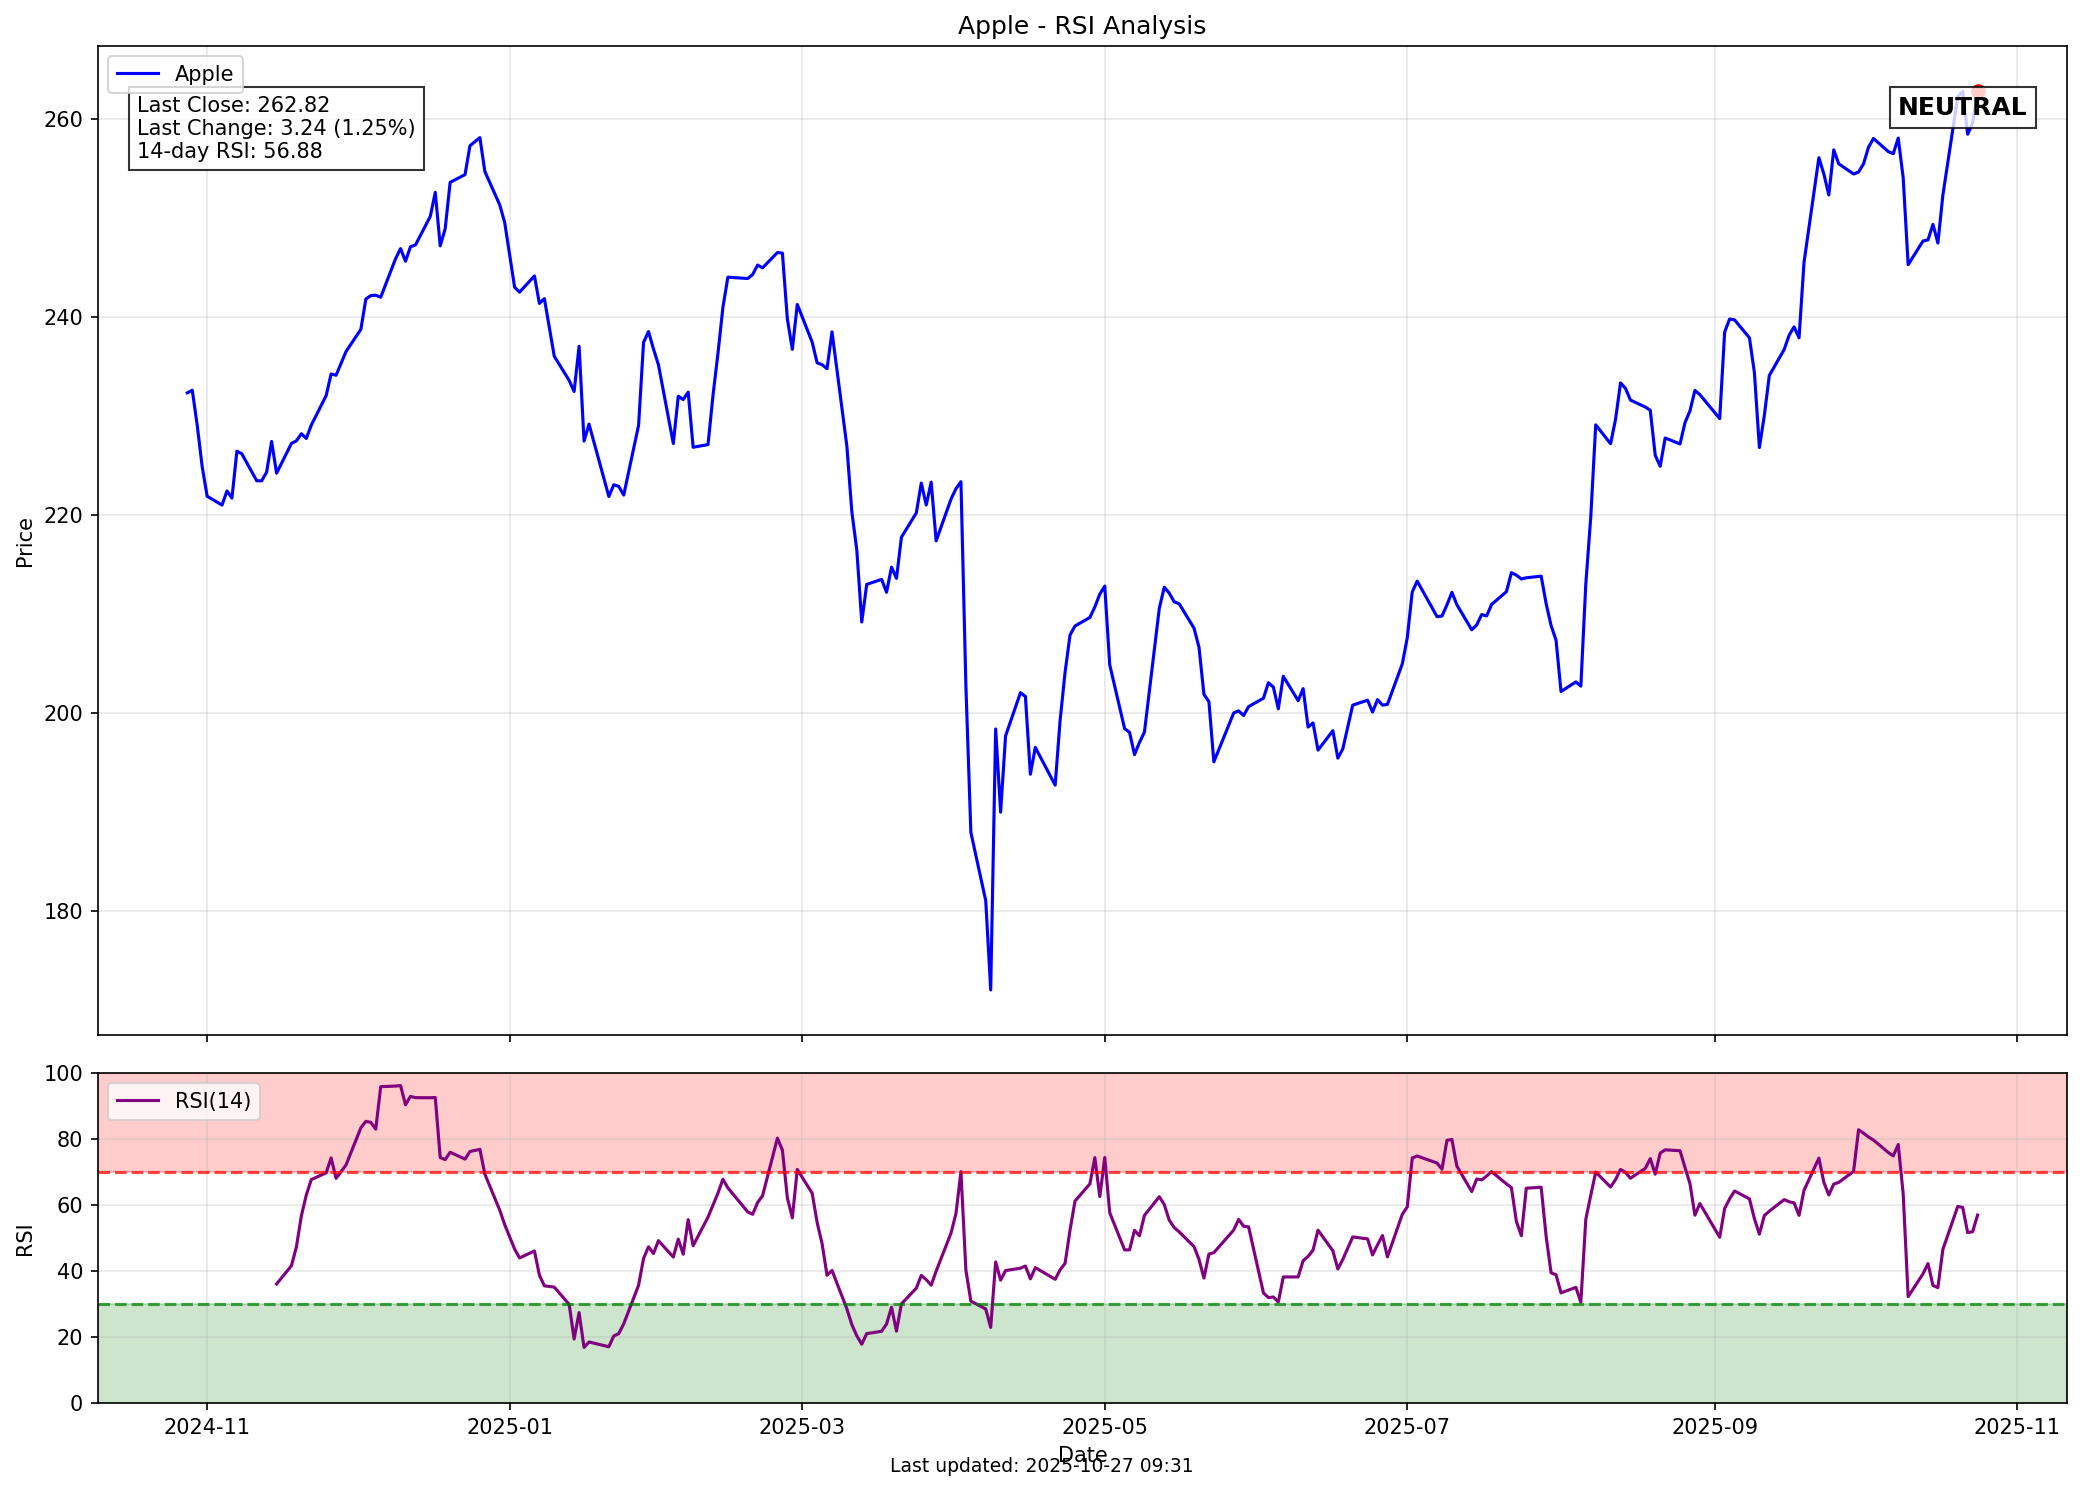 Apple - RSI Analysis
Apple
Last Close: 262.82
Last Change: 3.24 (1.25%)
14-day RSI: 56.88
NEUTRAL
260
240
220
200
180
Price
RSI(14)
100
80
60
40
20
0
RSI
2024-11
2025-01
2025-03
2025-05
2025-07
2025-09
2025-11
Date
Last updated: 2025-10-27 09:31